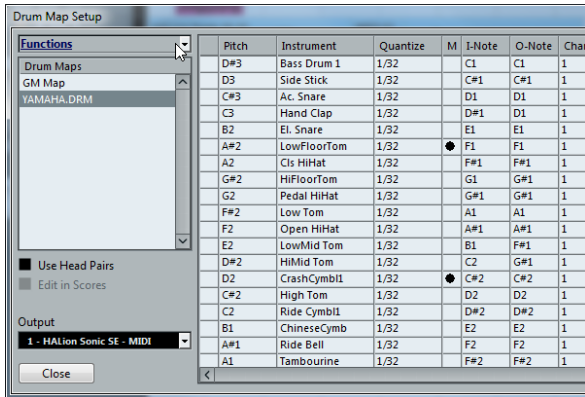 Drum Map Setup
Functions
Drum Maps
GM Map
YAMAHA.DRM
Use Head Pairs
Edit in Scores
Output
1 - HALion Sonic SE - MIDI
Close
Pitch Instrument Quantize M I-Note O-Note Chan
D#3 Bass Drum 1 1/32 C1 C1 1
D3 Side Stick 1/32 C#1 C#1 1
C#3 Ac. Snare 1/32 D1 D1 1
C3 Hand Clap 1/32 D#1 D1 1
B2 El. Snare 1/32 E1 E1 1
A#2 LowFloorTom 1/32 F1 F1 1
A2 Cls HiHat 1/32 F#1 F#1 1
G#2 HiFloorTom 1/32 G1 G#1 1
G2 Pedal HiHat 1/32 G#1 G#1 1
F#2 Low Tom 1/32 A1 A1 1
F2 Open HiHat 1/32 A#1 A#1 1
E2 LowMid Tom 1/32 B1 F#1 1
D#2 HiMid Tom 1/32 C2 G#1 1
D2 CrashCymbl1 1/32 C#2 C#2 1
C#2 High Tom 1/32 D2 D2 1
C2 Ride Cymbl1 1/32 D#2 D#2 1
B1 ChineseCymb 1/32 E2 E2 1
A#1 Ride Bell 1/32 F2 F2 1
A1 Tambourine 1/32 F#2 F#2 1